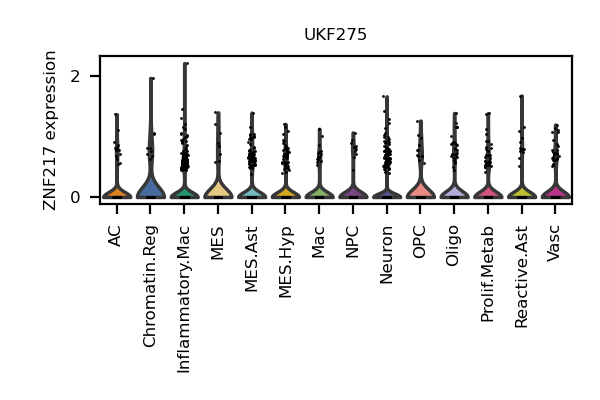 UKF275
ZNF217 expression
2
0
AC
Chromatin.Reg
Inflammatory.Mac
MES
MES.Ast
MES.Hyp
Mac
NPC
Neuron
OPC
Oligo
Prolif.Metab
Reactive.Ast
Vasc